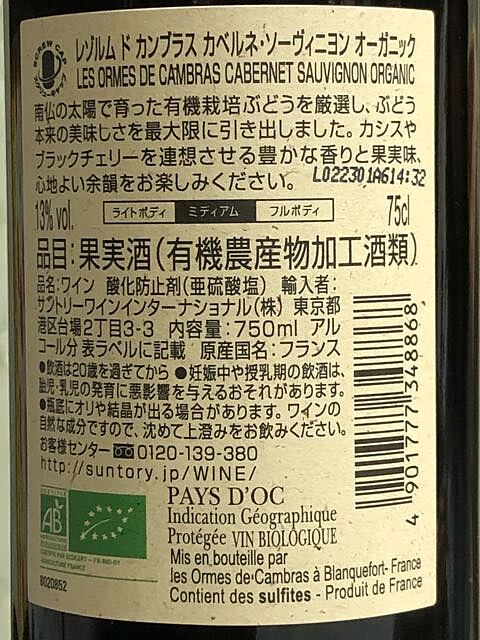 SCREW CAP
レゾルム ド カンブラス カベルネ・ソーヴィニヨン オーガニック
LES ORMES DE CAMBRAS CABERNET SAUVIGNON ORGANIC
南仏の太陽で育った有機栽培ぶどうを厳選し、ぶどう
本来の美味しさを最大限に引き出しました。カシスや
ブラックチェリーを連想させる豊かな香りと果実味、
心地よい余韻をお楽しみください。
L022301A614:32
13% vol.
ライトボディ ミディアム フルボディ
75cl
品目:果実酒(有機農産物加工酒類)
品名:ワイン 酸化防止剤(亜硫酸塩) 輸入者:
サントリーワインインターナショナル(株) 東京都
港区台場2丁目3-3 内容量:750ml アル
コール分 表ラベルに記載 原産国名:フランス
●飲酒は20歳を過ぎてから ●妊娠中や授乳期の飲酒は、
胎児・乳児の発育に悪影響を与えるおそれがあります。
●瓶底にオリや結晶が出る場合があります。ワインの
自然な成分ですので、沈めて上澄みをお飲みください。
お客様センター 0120-139-380
http://suntory.jp/WINE/
4 901777 348868
AB
AGRICULTURE FRANCE
8020852
PAYS D'OC
Indication Géographique
Protégée VIN BIOLOGIQUE
Mis en bouteille par
les Ormes de Cambras à Blanquefort- France
Contient des sulfites - Produit de France